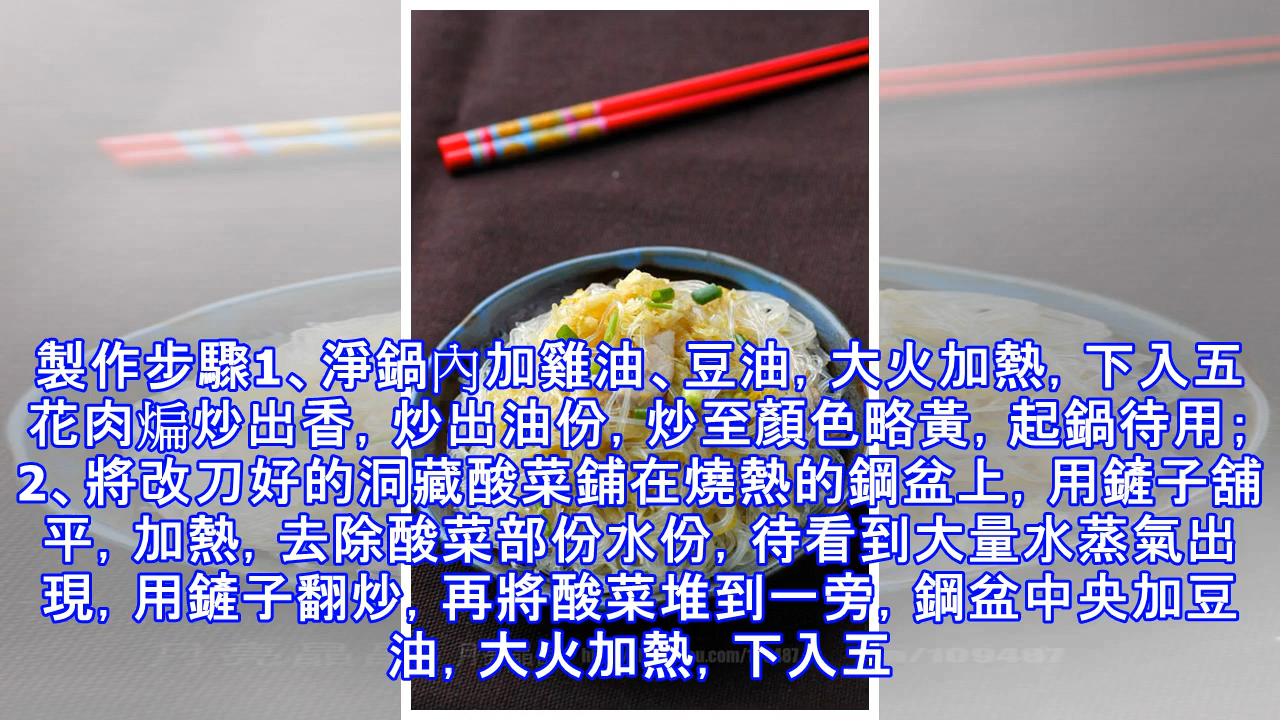 製作步驟1、淨鍋內加雞油、豆油, 大火加熱, 下入五
花肉煸炒出香, 炒出油份, 炒至顏色略黃, 起鍋待用;
2、將改刀好的洞藏酸菜鋪在燒熱的鋼盆上, 用鏟子舖
平, 加熱, 去除酸菜部份水份, 待看到大量水蒸氣出
現, 用鏟子翻炒, 再將酸菜堆到一旁, 鋼盆中央加豆
油, 大火加熱, 下入五